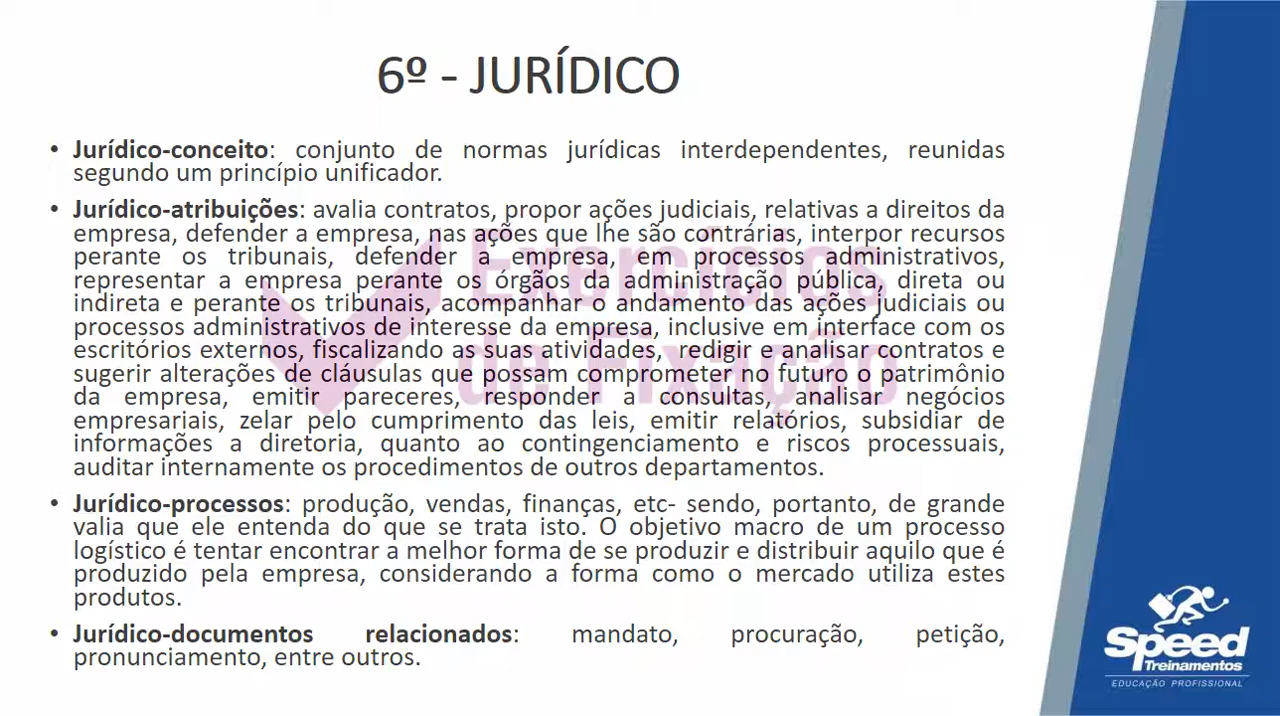 6º - JURÍDICO
• Jurídico-conceito: conjunto de normas jurídicas interdependentes, reunidas
segundo um princípio unificador.
• Jurídico-atribuições: avalia contratos, propor ações judiciais, relativas a direitos da
empresa, defender a empresa, nas ações que lhe são contrárias, interpor recursos
perante os tribunais, defender a empresa, em processos administrativos,
representar a empresa perante os órgãos da administração pública, direta ou
indireta e perante os tribunais, acompanhar o andamento das ações judiciais ou
processos administrativos de interesse da empresa, inclusive em interface com os
escritórios externos, fiscalizando as suas atividades, redigir e analisar contratos e
sugerir alterações de cláusulas que possam comprometer no futuro o patrimônio
da empresa, emitir pareceres, responder a consultas, analisar negócios
empresariais, zelar pelo cumprimento das leis, emitir relatórios, subsidiar de
informações a diretoria, quanto ao contingenciamento e riscos processuais,
auditar internamente os procedimentos de outros departamentos.
• Jurídico-processos: produção, vendas, finanças, etc- sendo, portanto, de grande
valia que ele entenda do que se trata isto. O objetivo macro de um processo
logístico é tentar encontrar a melhor forma de se produzir e distribuir aquilo que é
produzido pela empresa, considerando a forma como o mercado utiliza estes
produtos.
• Jurídico-documentos relacionados: mandato, procuração, petição,
pronunciamento, entre outros.
Exercícios
de Fixação
Speed
Treinamentos
EDUCAÇÃO PROFISSIONAL